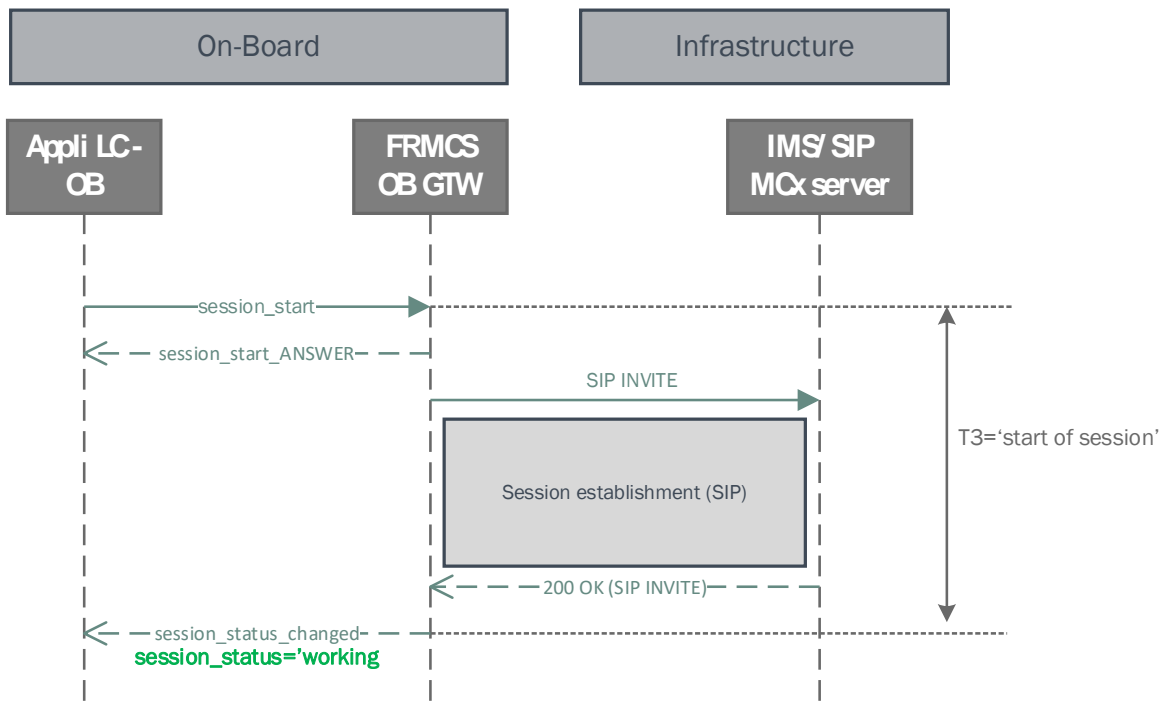 On-Board
Infrastructure
Appli LC-
OB
FRMCS
OB GTW
IMS/ SIP
MCx server
session_start
session_start_ANSWER
SIP INVITE
T3=‘start of session’
Session establishment (SIP)
200 OK (SIP INVITE)
session_status_changed
session_status=’working